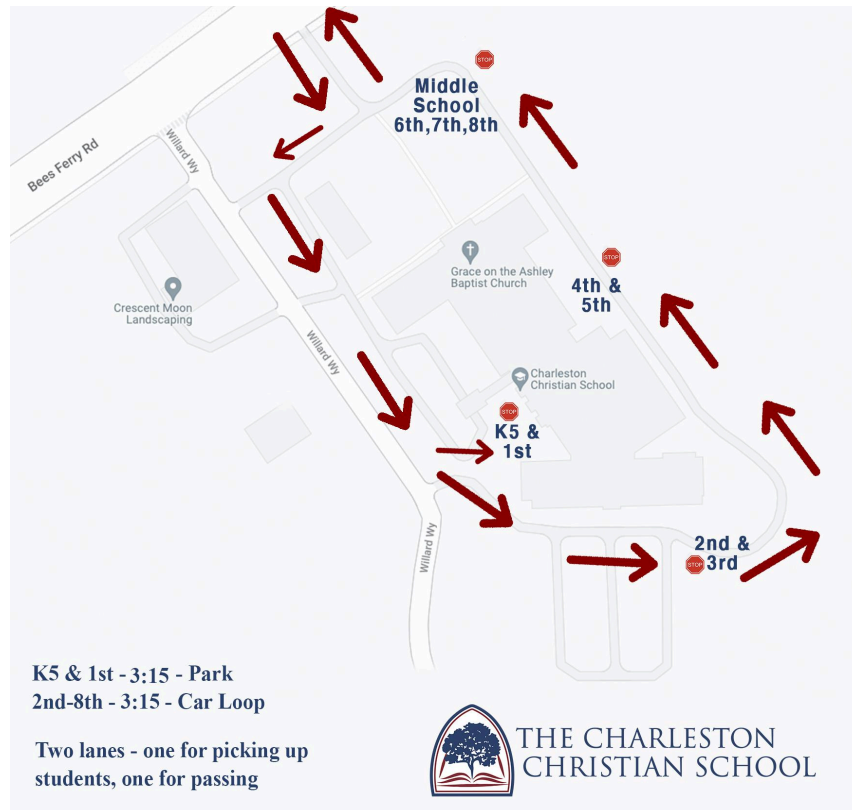 STOP
Middle
School
6th,7th,8th
Bees Ferry Rd
Willard Wy
STOP
Grace on the Ashley
Baptist Church
4th &
5th
Crescent Moon
Landscaping
Willard Wy
Charleston
Christian School
STOP
K5 &
1st
Willard Wy
2nd &
STOP 3rd
K5 & 1st - 3:15 - Park
2nd-8th - 3:15 - Car Loop
Two lanes - one for picking up
students, one for passing
THE CHARLESTON
CHRISTIAN SCHOOL